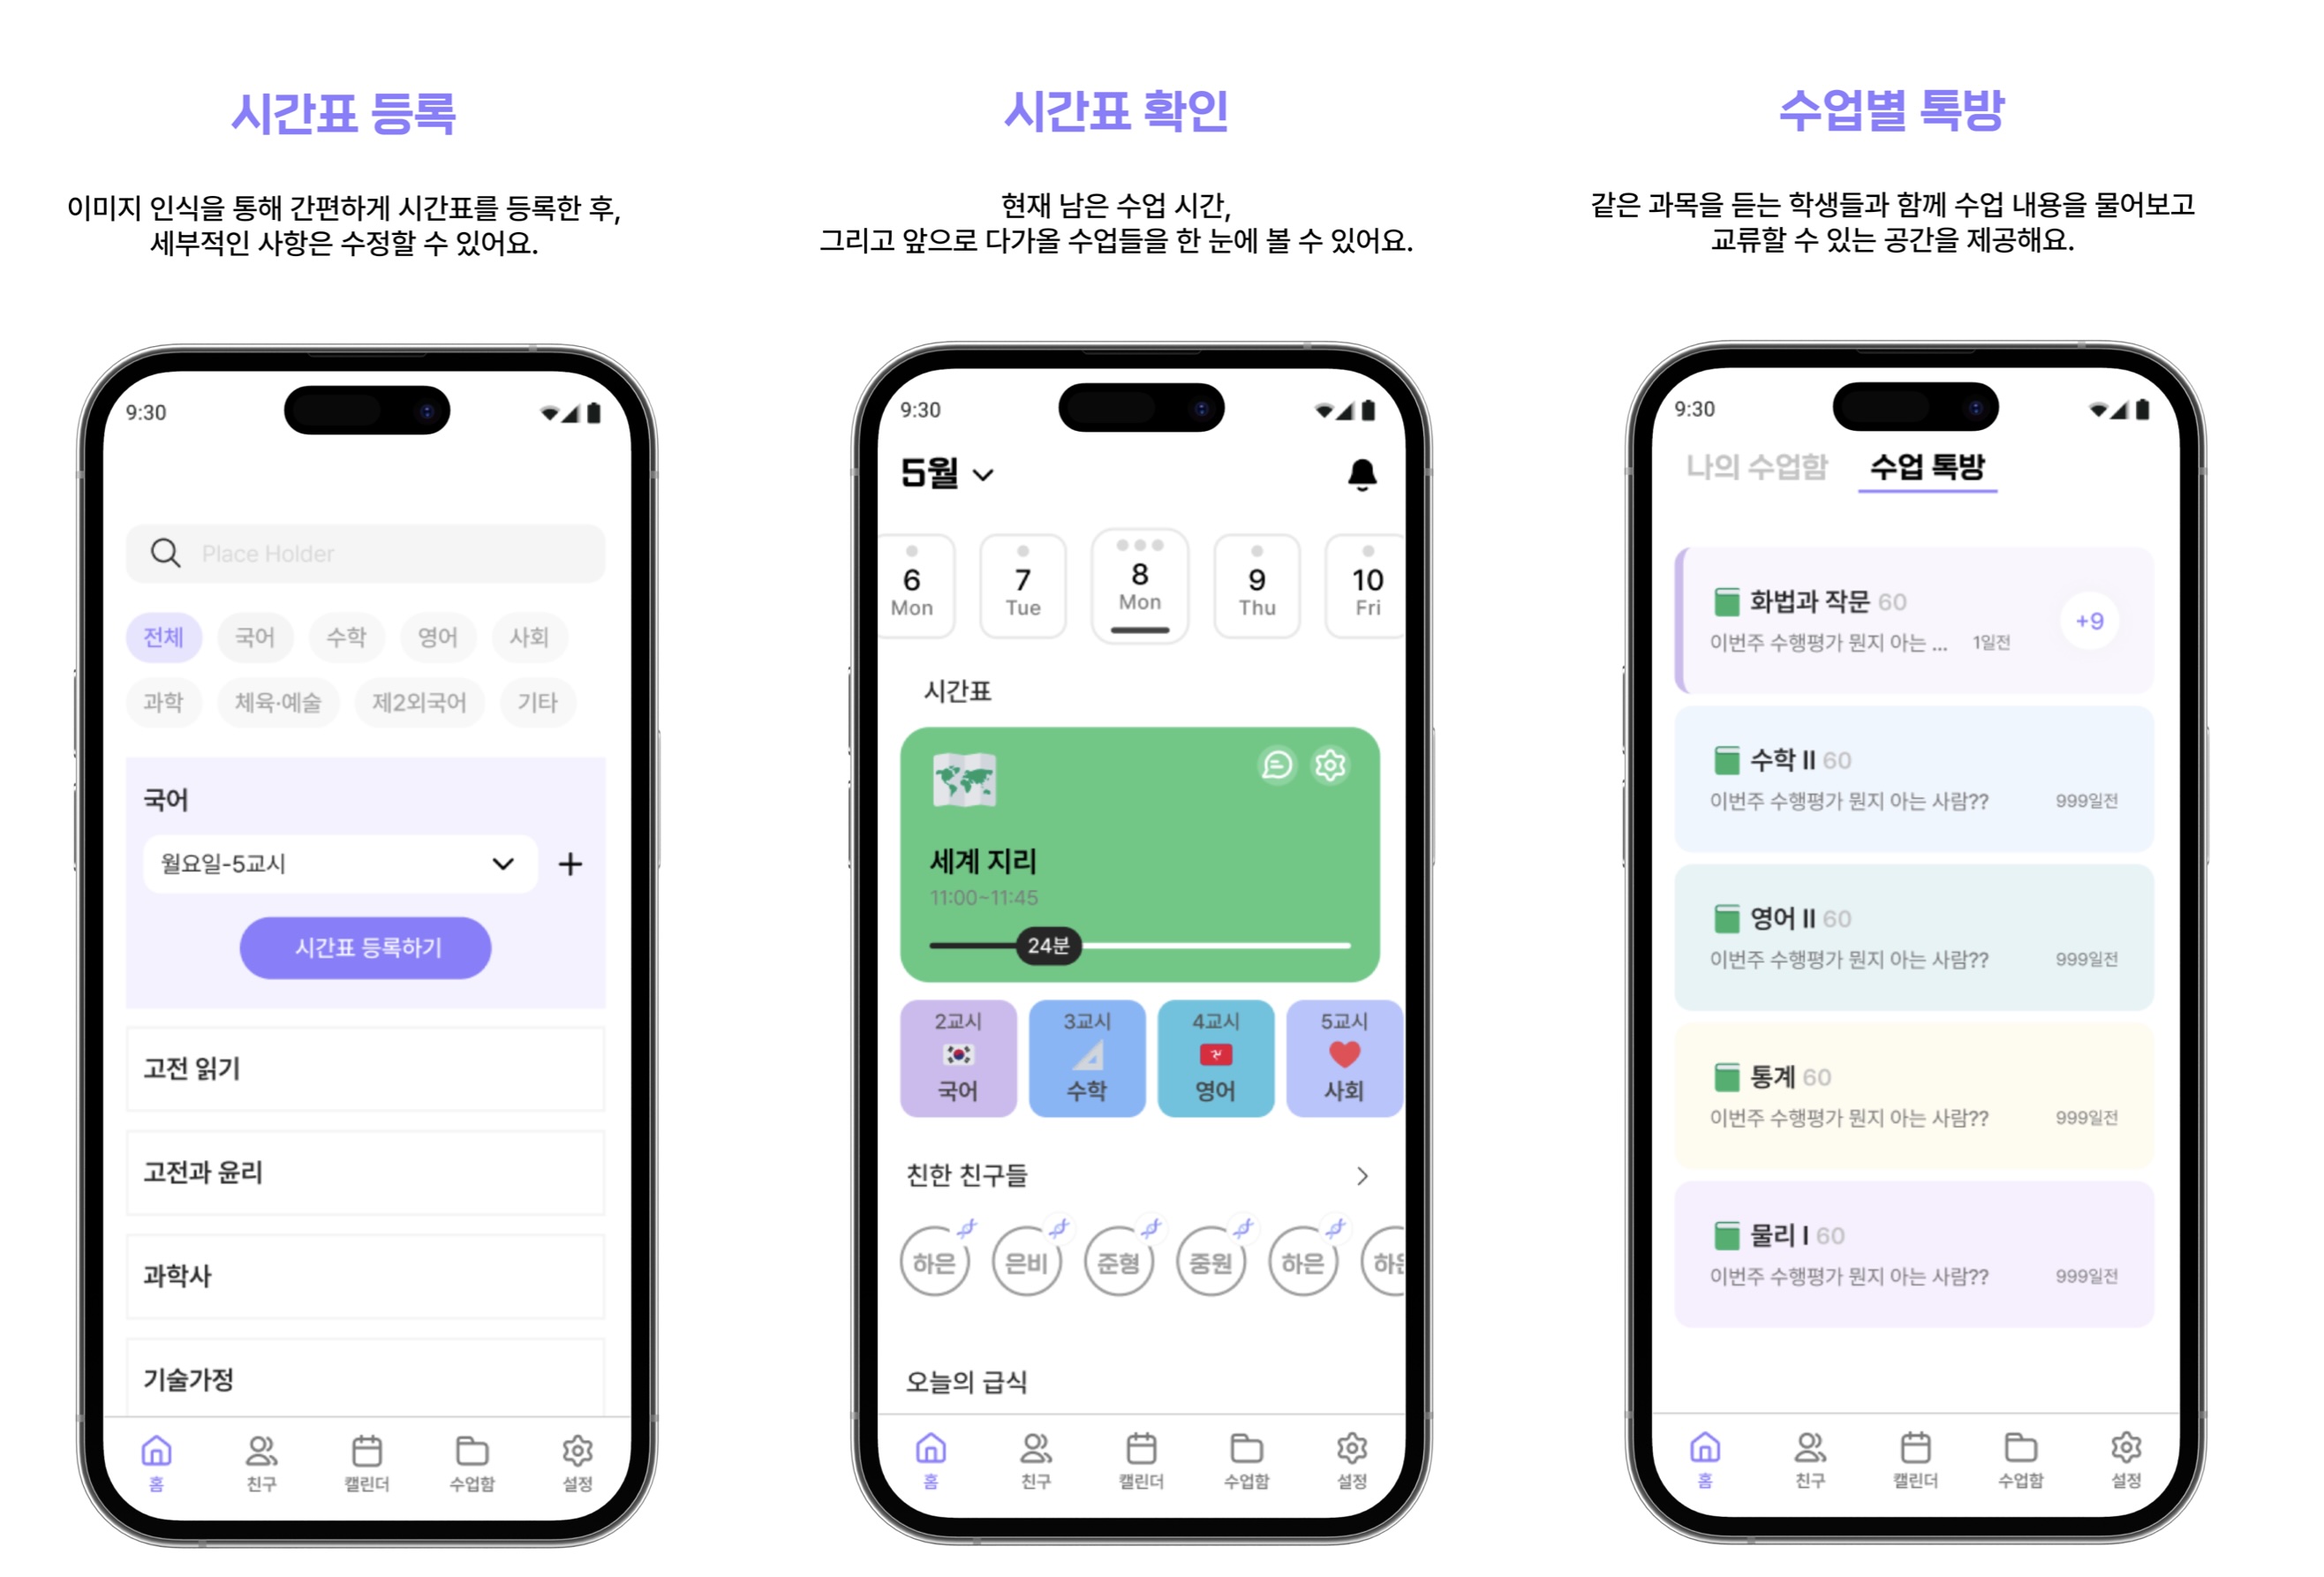 시간표 등록
이미지 인식을 통해 간편하게 시간표를 등록한 후,
세부적인 사항은 수정할 수 있어요.
9:30
Place Holder
전체 국어 수학 영어 사회
과학 체육·예술 제2외국어 기타
국어
월요일-5교시
시간표 등록하기
고전 읽기
고전과 윤리
과학사
기술가정
홈 친구 캘린더 수업함 설정
시간표 확인
현재 남은 수업 시간,
그리고 앞으로 다가올 수업들을 한 눈에 볼 수 있어요.
9:30
5월
6 7 8 9 10
Mon Tue Mon Thu Fri
시간표
세계 지리
11:00~11:45
24분
2교시 3교시 4교시 5교시
국어 수학 영어 사회
친한 친구들
하은 은비 준형 중원 하은
오늘의 급식
홈 친구 캘린더 수업함 설정
수업별 톡방
같은 과목을 듣는 학생들과 함께 수업 내용을 물어보고
교류할 수 있는 공간을 제공해요.
9:30
나의 수업함 수업 톡방
화법과 작문 60
이번주 수행평가 뭔지 아는 ... 1일전
+9
수학 II 60
이번주 수행평가 뭔지 아는 사람?? 999일전
영어 II 60
이번주 수행평가 뭔지 아는 사람?? 999일전
통계 60
이번주 수행평가 뭔지 아는 사람?? 999일전
물리 I 60
이번주 수행평가 뭔지 아는 사람?? 999일전
홈 친구 캘린더 수업함 설정